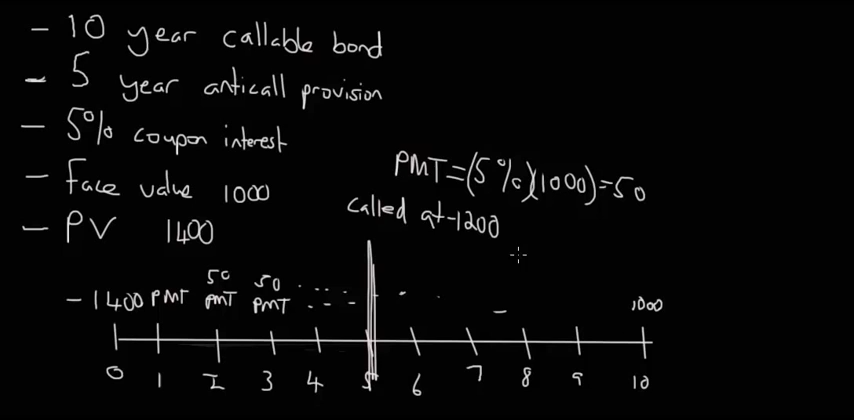 - 10 year callable bond
- 5 year anticall provision
- 5% coupon interest
- Face value 1000
- PV 1400
PMT=(5%)(1000)=50
called at -1200
50 50
-1400 PMT PMT PMT 1000
0 1 2 3 4 5 6 7 8 9 10